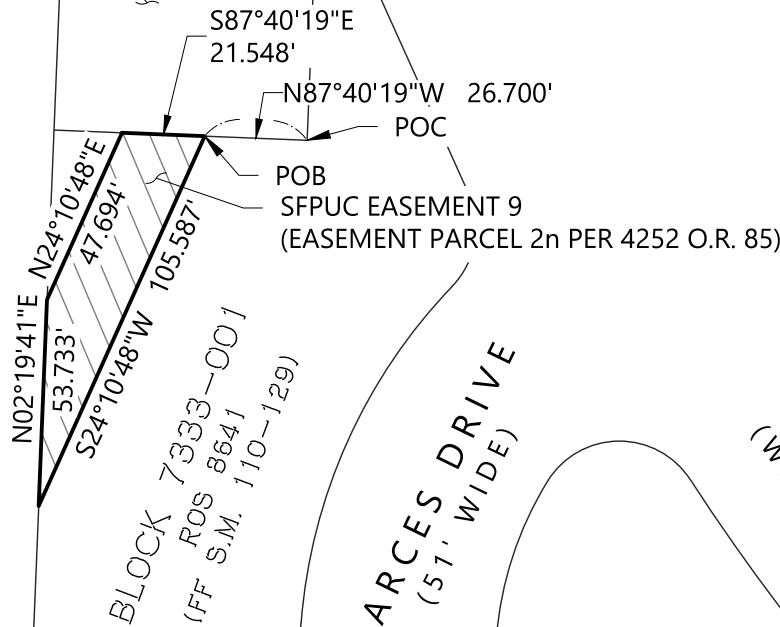 S87°40'19"E
21.548'
N87°40'19"W 26.700'
POC
POB
SFPUC EASEMENT 9
(EASEMENT PARCEL 2n PER 4252 O.R. 85)
N24°10'48"E
47.694'
S24°10'48"W 105.587'
N02°19'41"E
53.733'
BLOCK 7333-001
ROS 8641
(FF S.M. 110-129)
ARCES DRIVE
(51' WIDE)
(W